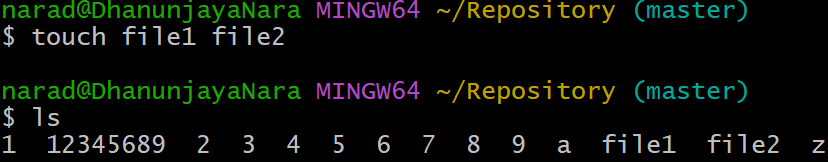 narad@DhanunjayaNara MINGW64 ~/Repository (master)
$ touch file1 file2
narad@DhanunjayaNara MINGW64 ~/Repository (master)
$ ls
1  12345689  2  3  4  5  6  7  8  9  a  file1  file2  z